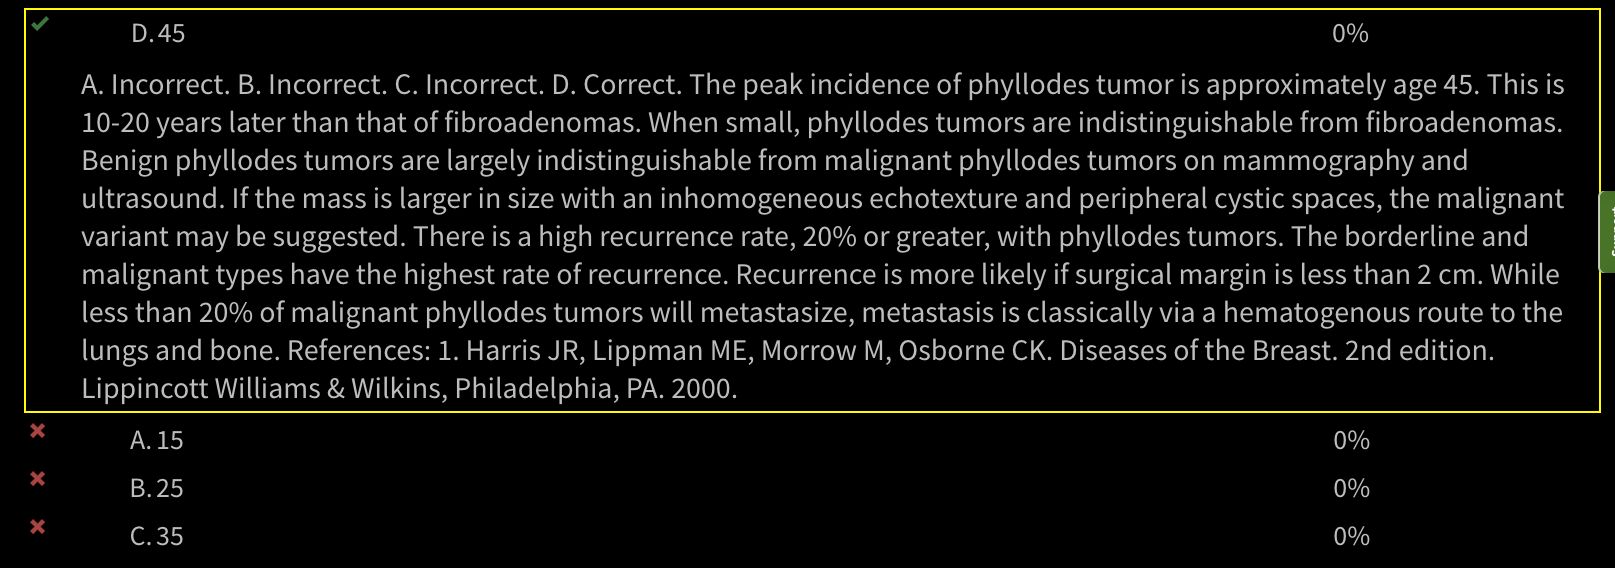 D. 45 0%
A. Incorrect. B. Incorrect. C. Incorrect. D. Correct. The peak incidence of phyllodes tumor is approximately age 45. This is
10-20 years later than that of fibroadenomas. When small, phyllodes tumors are indistinguishable from fibroadenomas.
Benign phyllodes tumors are largely indistinguishable from malignant phyllodes tumors on mammography and
ultrasound. If the mass is larger in size with an inhomogeneous echotexture and peripheral cystic spaces, the malignant
variant may be suggested. There is a high recurrence rate, 20% or greater, with phyllodes tumors. The borderline and
malignant types have the highest rate of recurrence. Recurrence is more likely if surgical margin is less than 2 cm. While
less than 20% of malignant phyllodes tumors will metastasize, metastasis is classically via a hematogenous route to the
lungs and bone. References: 1. Harris JR, Lippman ME, Morrow M, Osborne CK. Diseases of the Breast. 2nd edition.
Lippincott Williams & Wilkins, Philadelphia, PA. 2000.
A. 15 0%
B. 25 0%
C. 35 0%